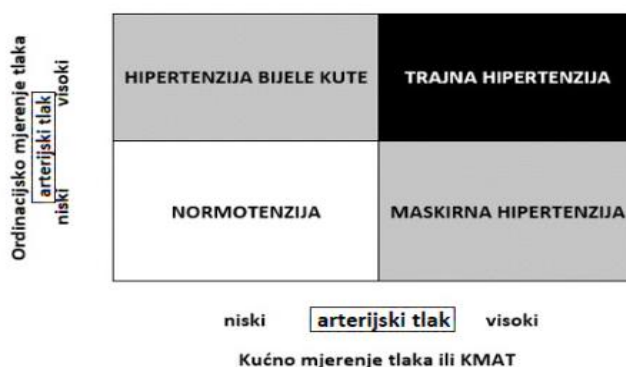 HIPERTENZIJA BIJELE KUTE
TRAJNA HIPERTENZIJA
NORMOTENZIJA
MASKIRNA HIPERTENZIJA
Ordinacijsko mjerenje tlaka
niski arterijski tlak visoki
niski arterijski tlak visoki
Kućno mjerenje tlaka ili KMAT